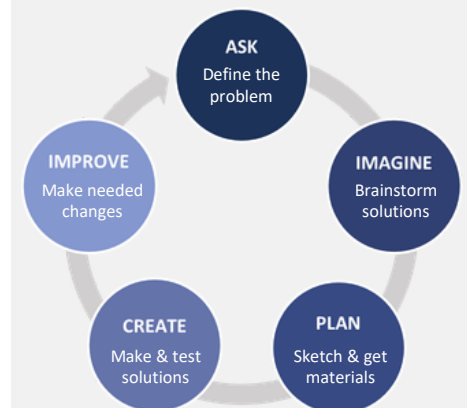 ASK
Define the
problem
IMAGINE
Brainstorm
solutions
PLAN
Sketch & get
materials
CREATE
Make & test
solutions
IMPROVE
Make needed
changes